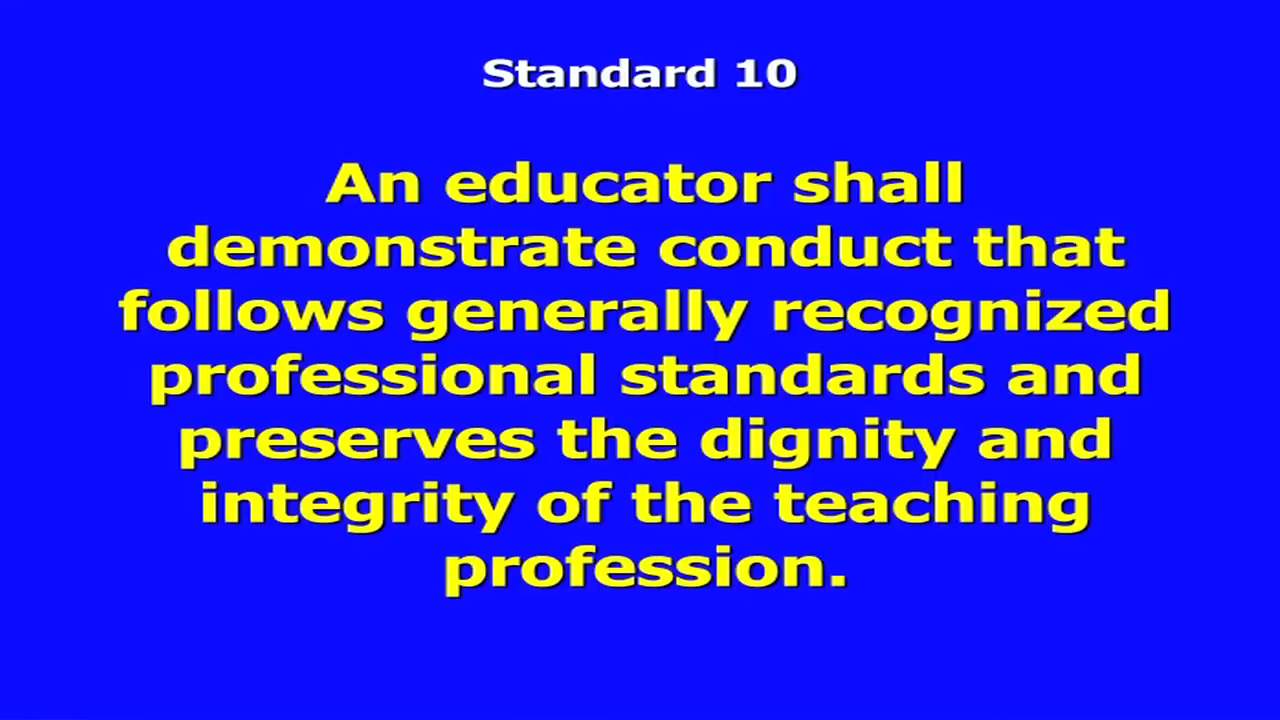 Standard 10
An educator shall
demonstrate conduct that
follows generally recognized
professional standards and
preserves the dignity and
integrity of the teaching
profession.